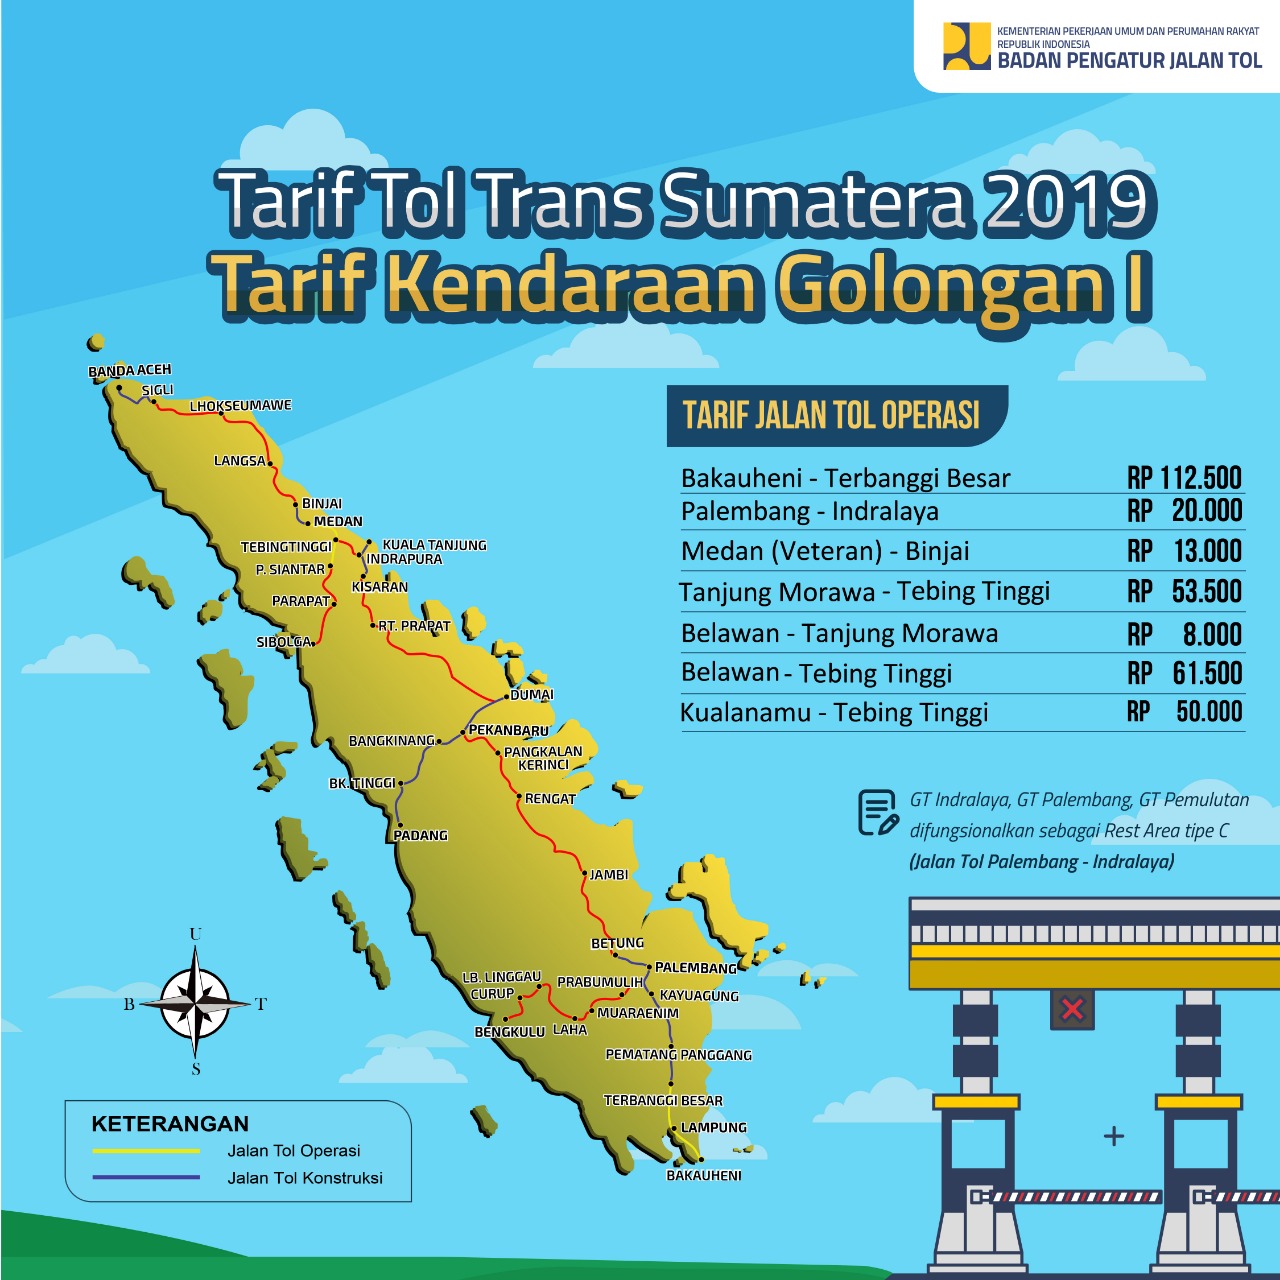 KEMENTERIAN PEKERJAAN UMUM DAN PERUMAHAN RAKYAT
REPUBLIK INDONESIA
BADAN PENGATUR JALAN TOL
Tarif Tol Trans Sumatera 2019
Tarif Kendaraan Golongan I
BANDA ACEH
SIGLI
LHOKSEUMAWE
LANGSA
BINJAI
MEDAN
TEBINGTINGGI
KUALA TANJUNG
INDRAPURA
P. SIANTAR
KISARAN
PARAPAT
RT. PRAPAT
SIBOLGA
DUMAI
PEKANBARU
BANGKINANG
PANGKALAN
KERINCI
BK.TINGGI
RENGAT
PADANG
JAMBI
BETUNG
PALEMBANG
LB. LINGGAU
PRABUMULIH
CURUP
KAYUAGUNG
MUARAENIM
BENGKULU
LAHA
PEMATANG PANGGANG
TERBANGGI BESAR
LAMPUNG
BAKAUHENI
TARIF JALAN TOL OPERASI
Bakauheni - Terbanggi Besar RP 112.500
Palembang - Indralaya RP 20.000
Medan (Veteran) - Binjai RP 13.000
Tanjung Morawa - Tebing Tinggi RP 53.500
Belawan - Tanjung Morawa RP 8.000
Belawan - Tebing Tinggi RP 61.500
Kualanamu - Tebing Tinggi RP 50.000
GT Indralaya, GT Palembang, GT Pemulutan
difungsionalkan sebagai Rest Area tipe C
(Jalan Tol Palembang - Indralaya)
U
B T
S
KETERANGAN
Jalan Tol Operasi
Jalan Tol Konstruksi